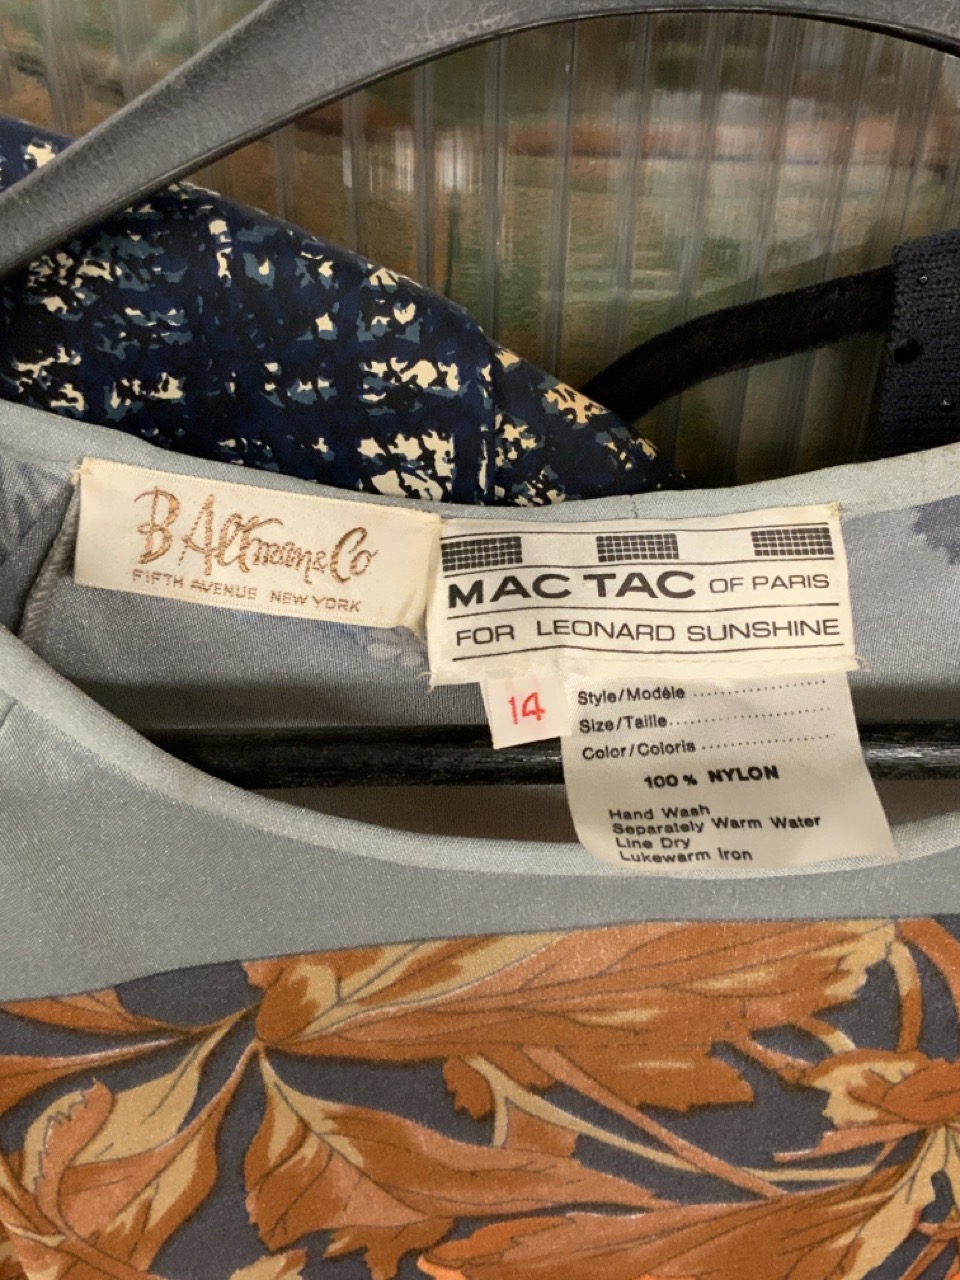 B Altman & Co
FIFTH AVENUE NEW YORK
MAC TAC OF PARIS
FOR LEONARD SUNSHINE
14
Style/Modèle ....................
Size/Taille.......................
Color/Coloris ..................
100 % NYLON
Hand Wash
Separately Warm Water
Line Dry
Lukewarm Iron